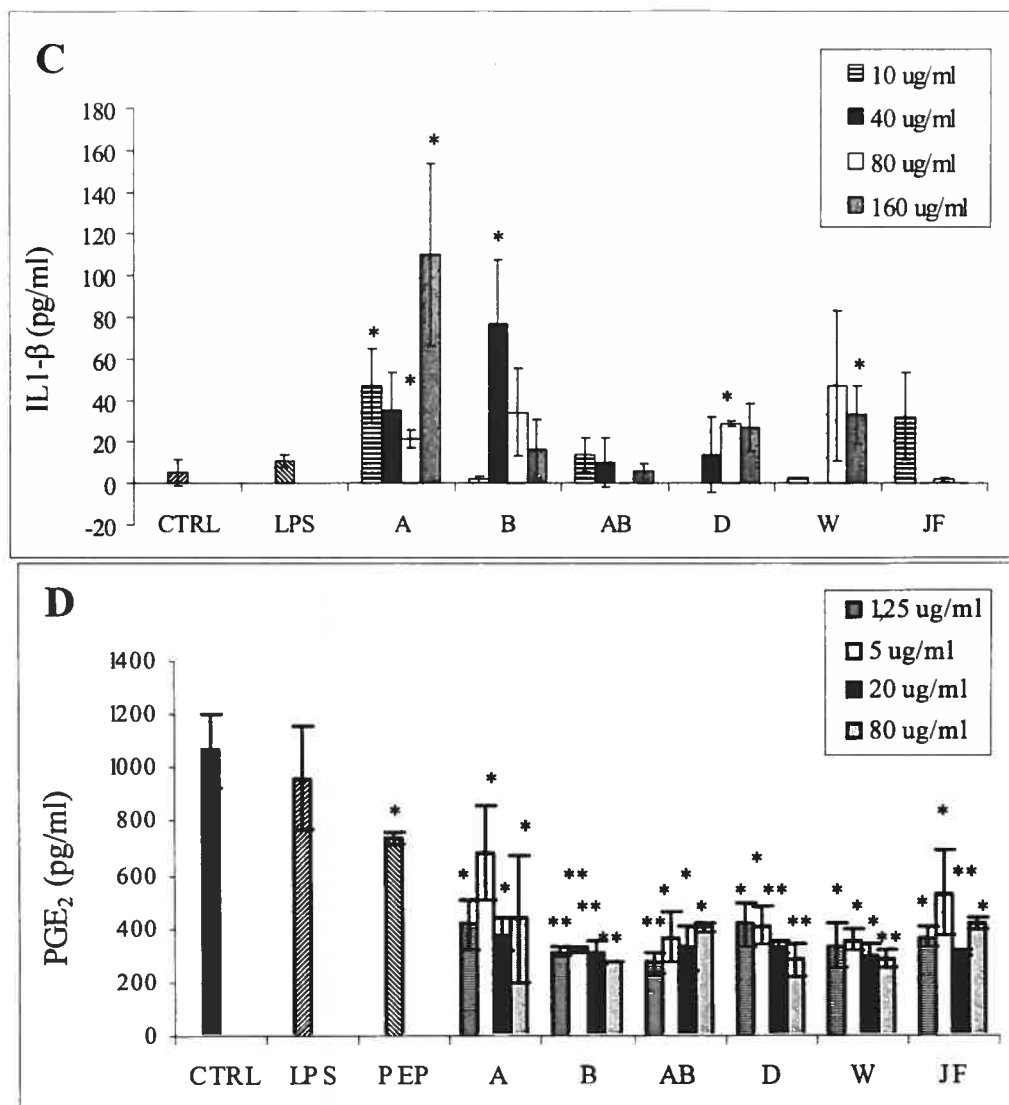 C
10 ug/ml
40 ug/ml
80 ug/ml
160 ug/ml
IL1-β (pg/ml)
180
160
140
120
100
80
60
40
20
0
-20
* * * * * *
CTRL LPS A B AB D W JF
D
1,25 ug/ml
5 ug/ml
20 ug/ml
80 ug/ml
PGE2 (pg/ml)
1400
1200
1000
800
600
400
200
0
* * * * * ** ** ** ** ** * * * * * ** ** * * * ** * * ** *
CTRL LPS PEP A B AB D W JF